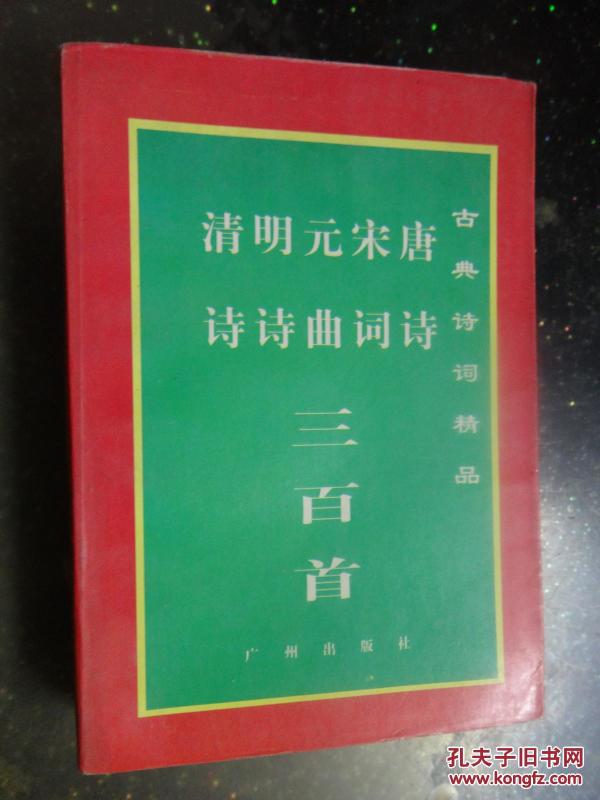 古典诗词精品
清明元宋唐
诗诗曲词诗
三百首
广州出版社
孔夫子旧书网
www.kongfz.com